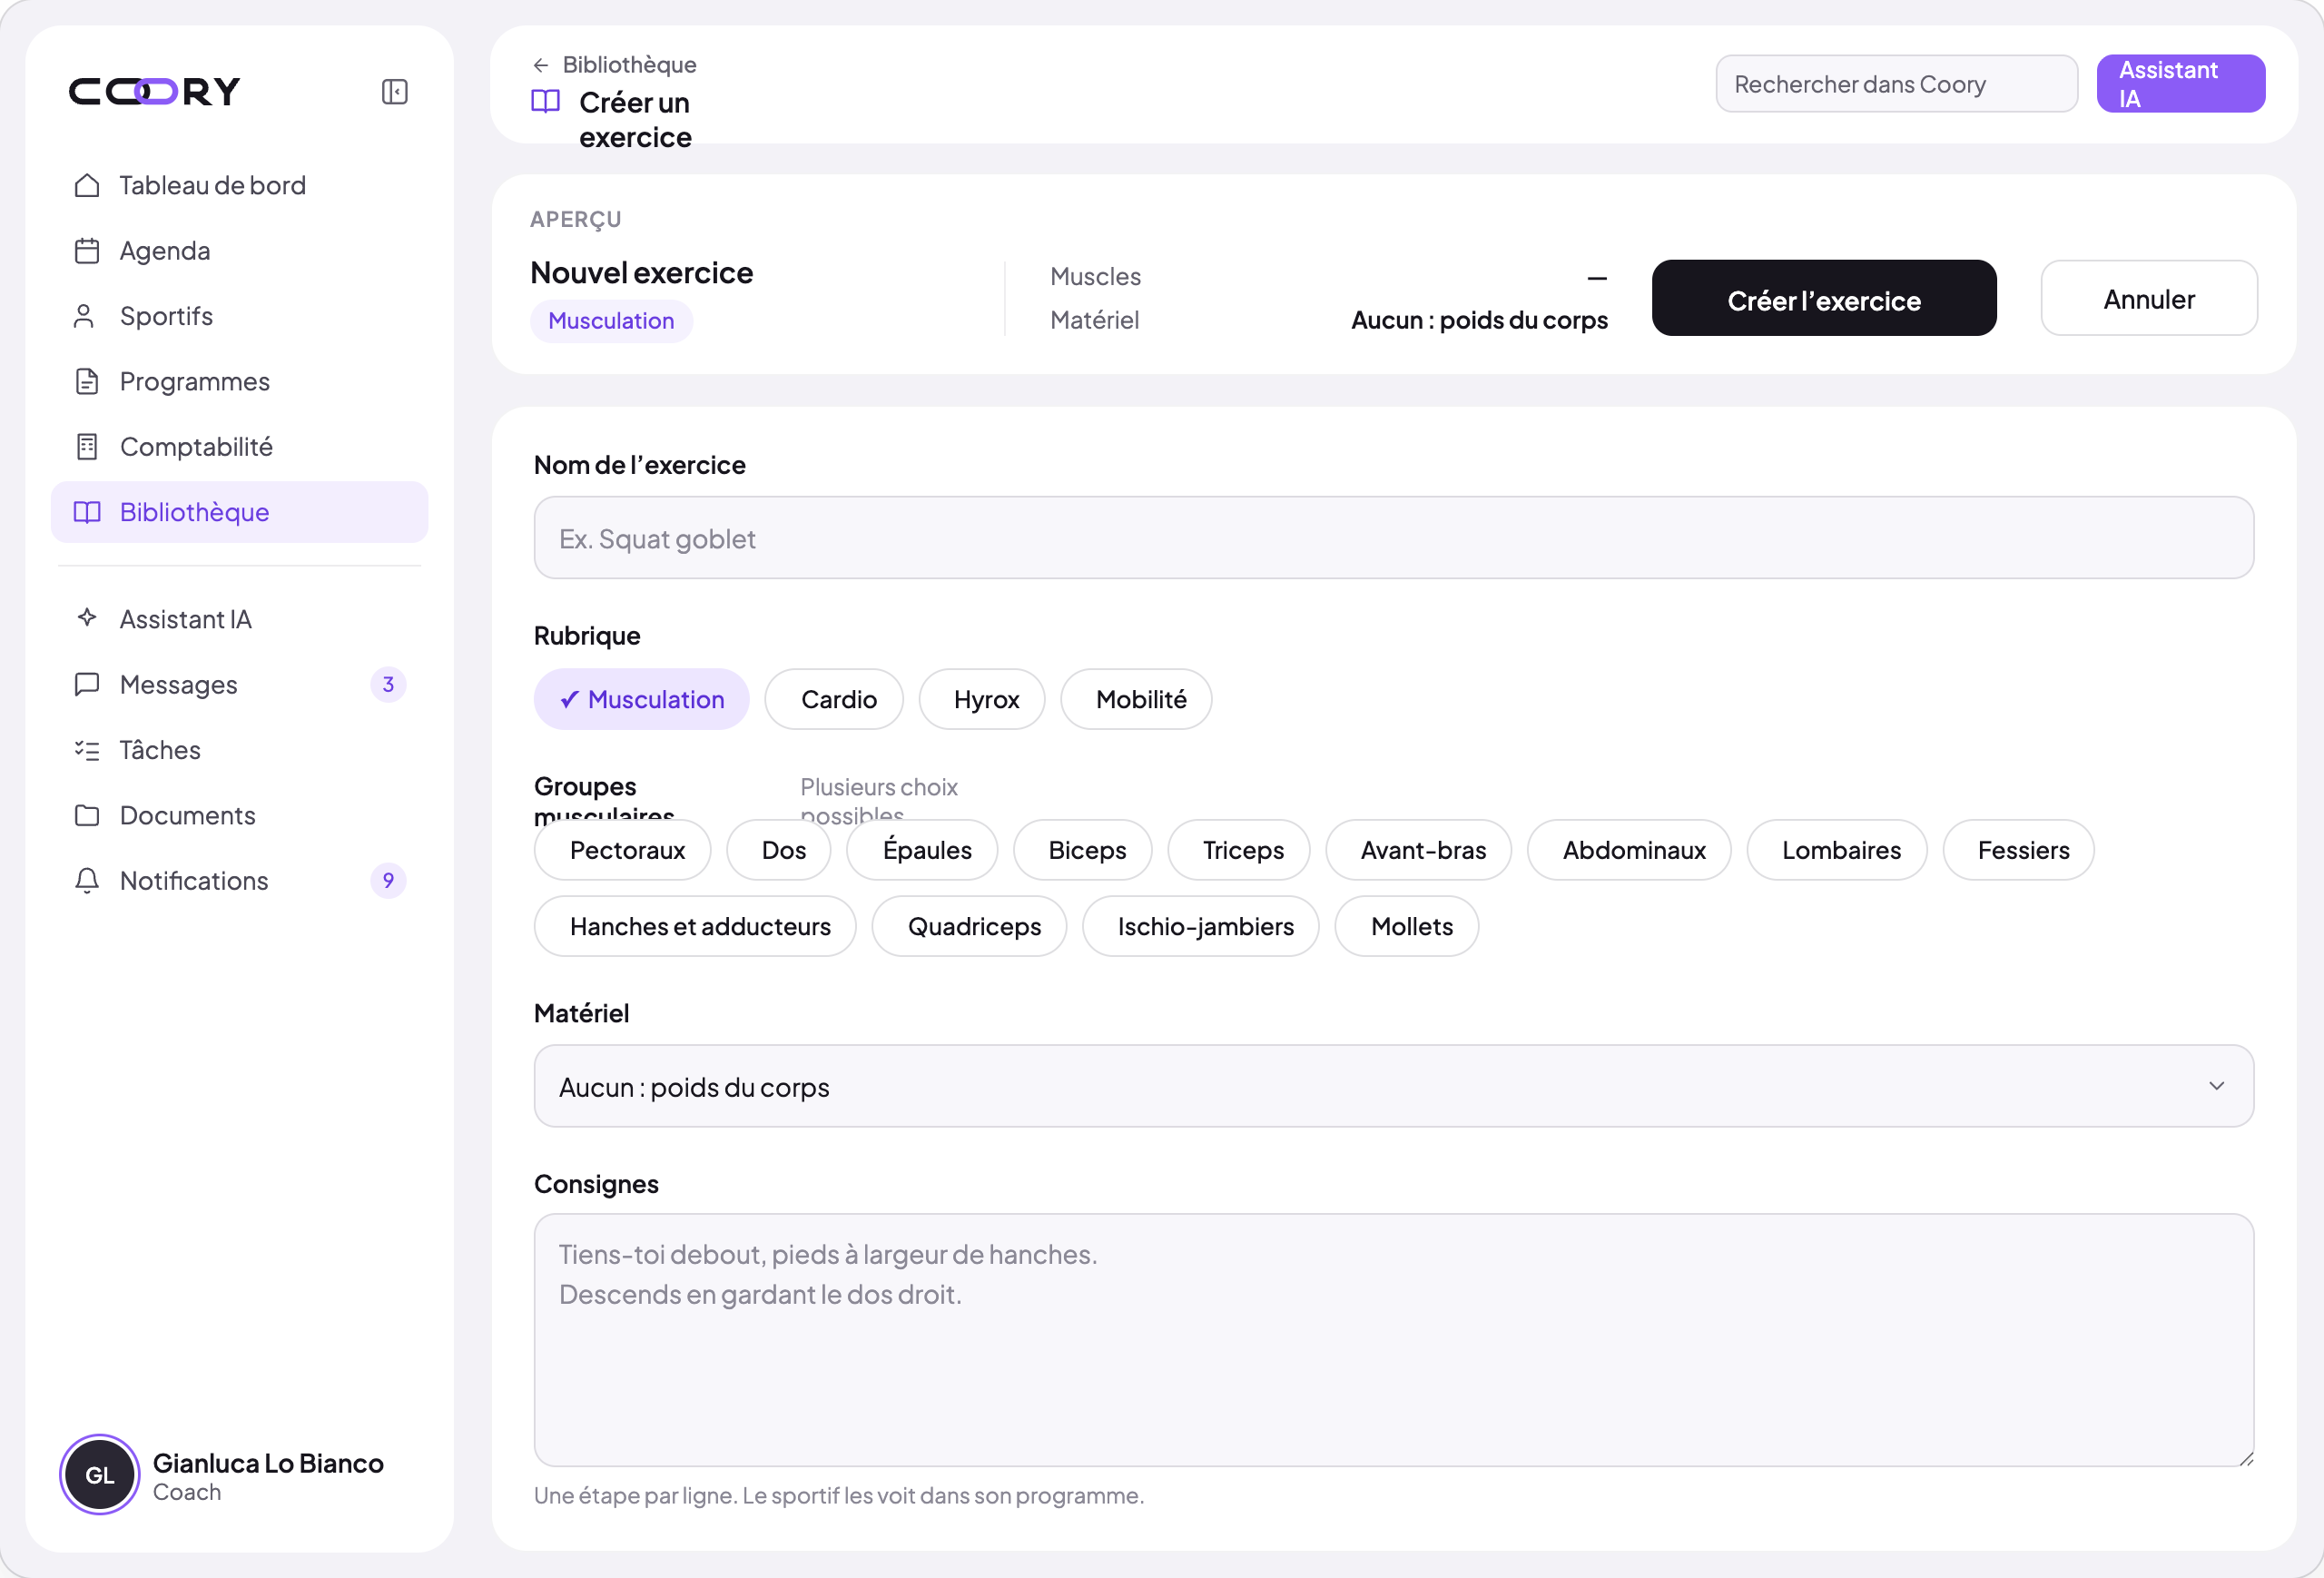 COORY
Tableau de bord
Agenda
Sportifs
Programmes
Comptabilité
Bibliothèque
Assistant IA
Messages 3
Tâches
Documents
Notifications 9
GL
Gianluca Lo Bianco
Coach
← Bibliothèque
Créer un
exercice
Rechercher dans Coory
Assistant
IA
APERÇU
Nouvel exercice
Musculation
Muscles —
Matériel Aucun : poids du corps
Créer l’exercice
Annuler
Nom de l’exercice
Ex. Squat goblet
Rubrique
✓ Musculation Cardio Hyrox Mobilité
Groupes
musculaires
Plusieurs choix
possibles
Pectoraux Dos Épaules Biceps Triceps Avant-bras Abdominaux Lombaires Fessiers
Hanches et adducteurs Quadriceps Ischio-jambiers Mollets
Matériel
Aucun : poids du corps
Consignes
Tiens-toi debout, pieds à largeur de hanches.
Descends en gardant le dos droit.
Une étape par ligne. Le sportif les voit dans son programme.